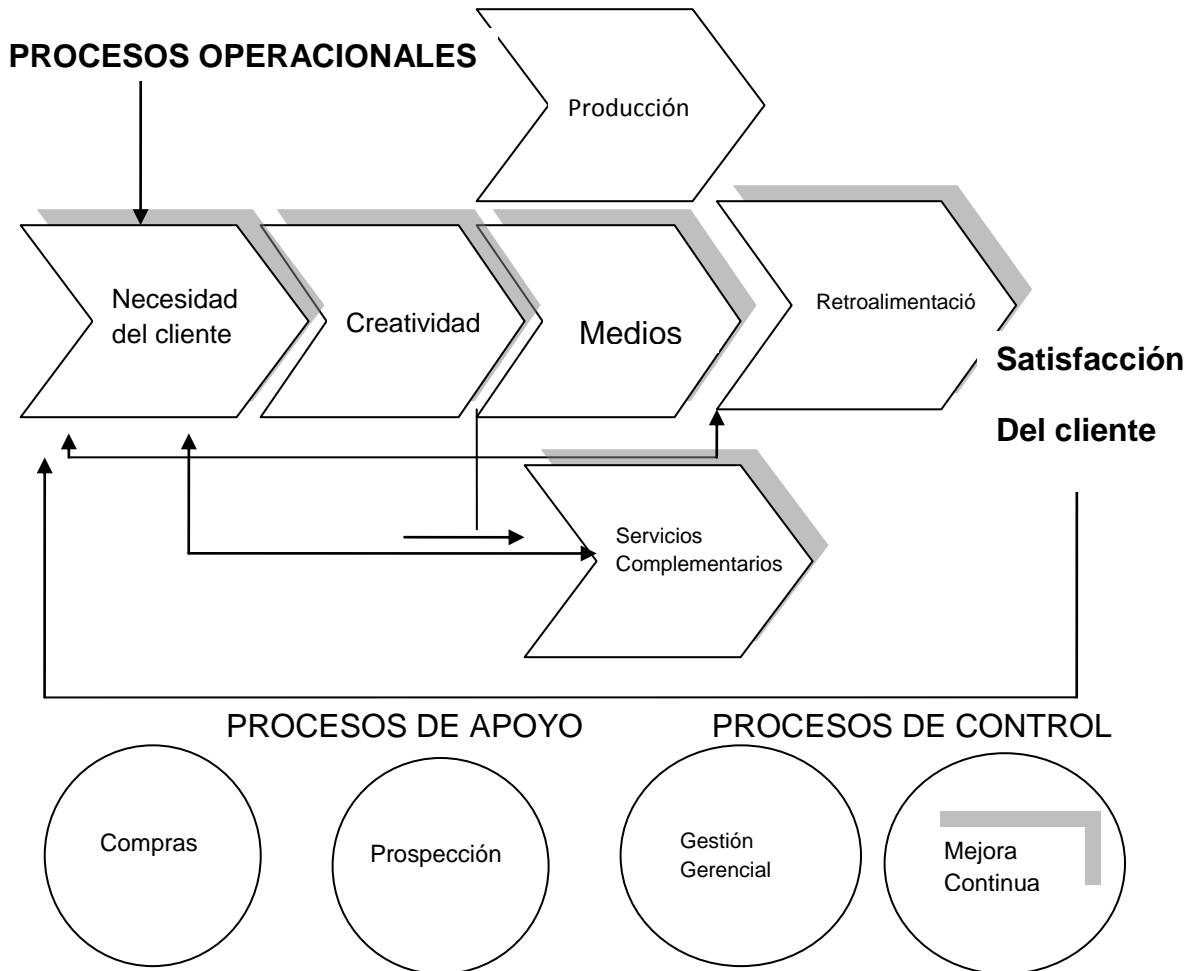 PROCESOS OPERACIONALES
Producción
Necesidad
del cliente
Creatividad
Medios
Retroalimentació
Satisfacción
Del cliente
Servicios
Complementarios
PROCESOS DE APOYO
PROCESOS DE CONTROL
Compras
Prospección
Gestión
Gerencial
Mejora
Continua